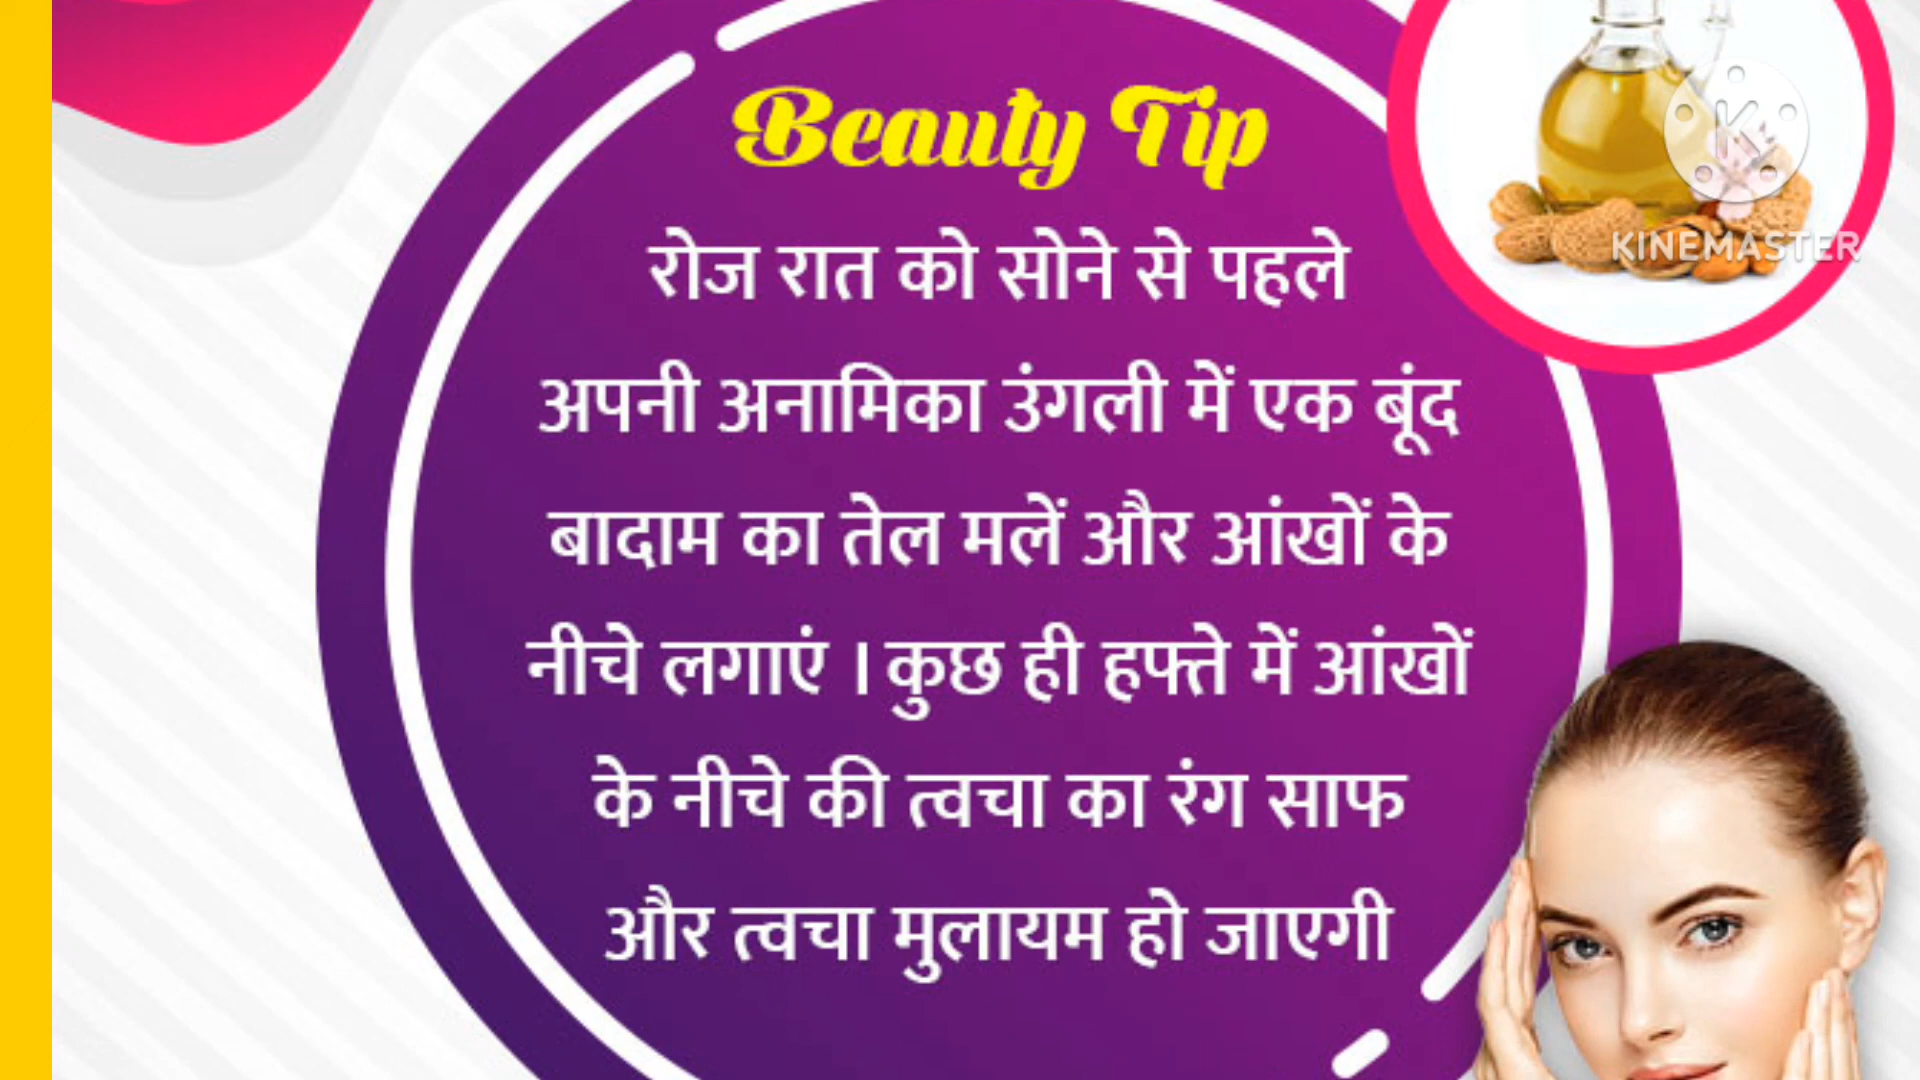 Beauty Tip
रोज रात को सोने से पहले
अपनी अनामिका उंगली में एक बूंद
बादाम का तेल मलें और आंखों के
नीचे लगाएं । कुछ ही हफ्ते में आंखों
के नीचे की त्वचा का रंग साफ
और त्वचा मुलायम हो जाएगी
KINEMASTER